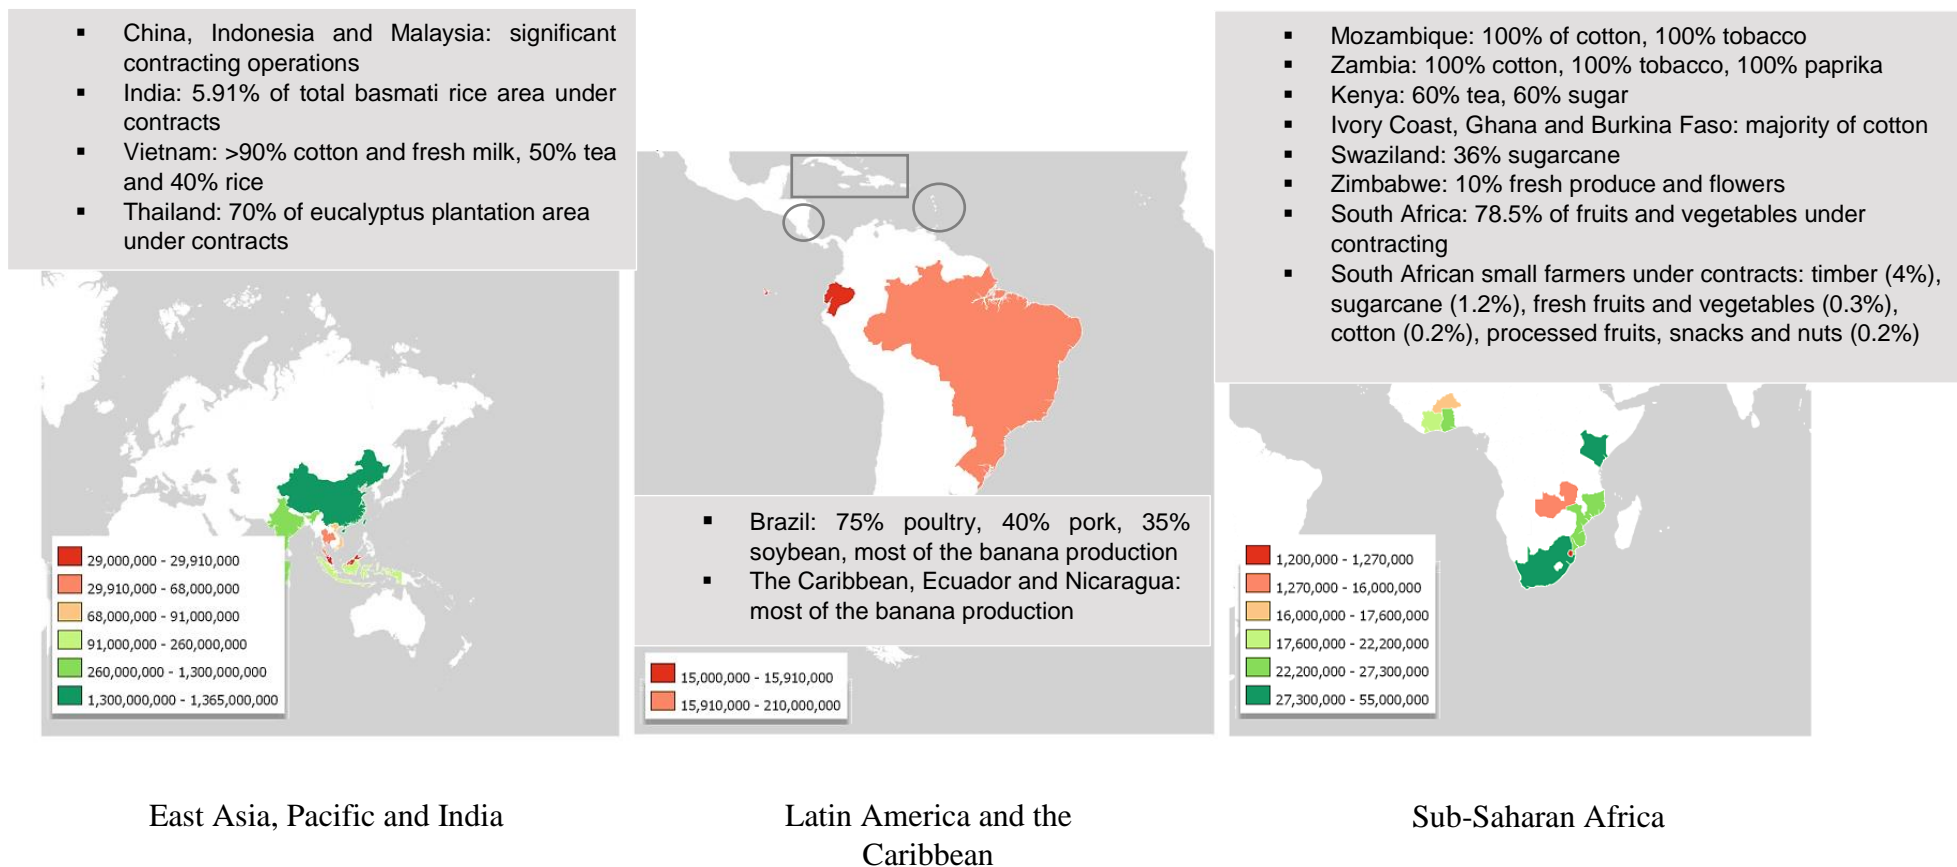 ▪ China, Indonesia and Malaysia: significant
contracting operations
▪ India: 5.91% of total basmati rice area under
contracts
▪ Vietnam: >90% cotton and fresh milk, 50% tea
and 40% rice
▪ Thailand: 70% of eucalyptus plantation area
under contracts
29,000,000 - 29,910,000
29,910,000 - 68,000,000
68,000,000 - 91,000,000
91,000,000 - 260,000,000
260,000,000 - 1,300,000,000
1,300,000,000 - 1,365,000,000
East Asia, Pacific and India
▪ Brazil: 75% poultry, 40% pork, 35%
soybean, most of the banana production
▪ The Caribbean, Ecuador and Nicaragua:
most of the banana production
15,000,000 - 15,910,000
15,910,000 - 210,000,000
Latin America and the
Caribbean
▪ Mozambique: 100% of cotton, 100% tobacco
▪ Zambia: 100% cotton, 100% tobacco, 100% paprika
▪ Kenya: 60% tea, 60% sugar
▪ Ivory Coast, Ghana and Burkina Faso: majority of cotton
▪ Swaziland: 36% sugarcane
▪ Zimbabwe: 10% fresh produce and flowers
▪ South Africa: 78.5% of fruits and vegetables under
contracting
▪ South African small farmers under contracts: timber (4%),
sugarcane (1.2%), fresh fruits and vegetables (0.3%),
cotton (0.2%), processed fruits, snacks and nuts (0.2%)
1,200,000 - 1,270,000
1,270,000 - 16,000,000
16,000,000 - 17,600,000
17,600,000 - 22,200,000
22,200,000 - 27,300,000
27,300,000 - 55,000,000
Sub-Saharan Africa